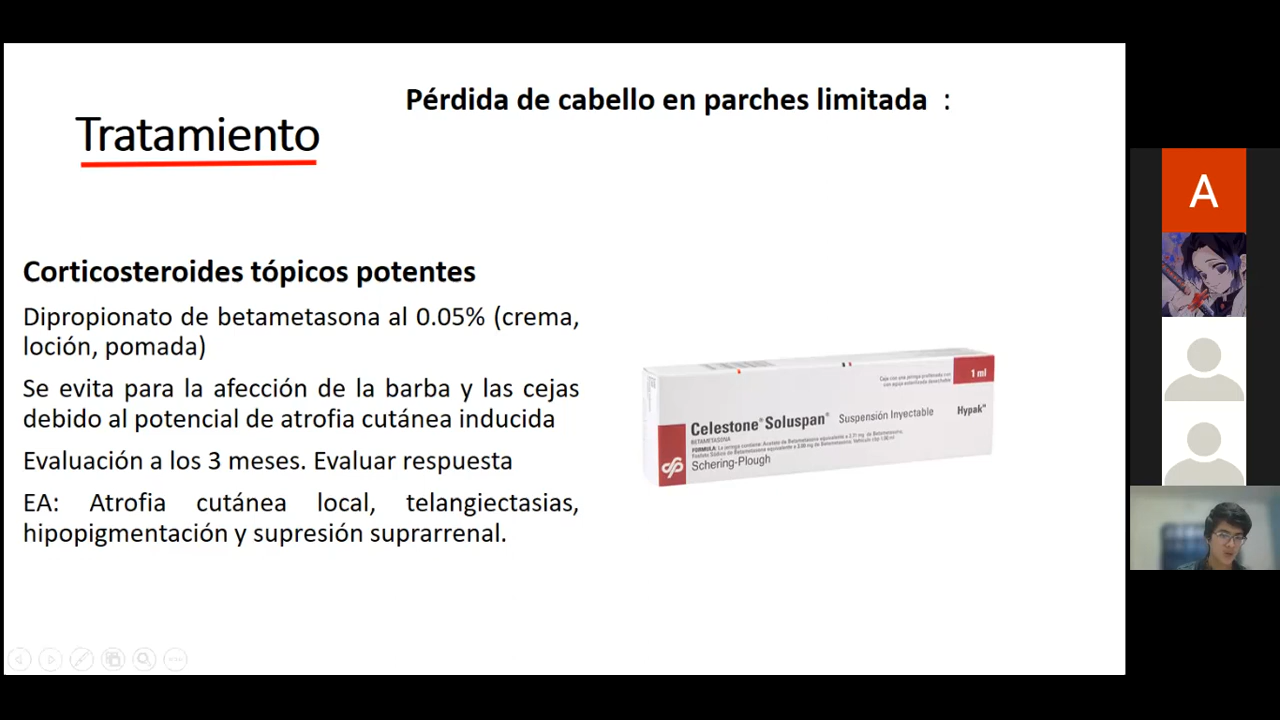 Pérdida de cabello en parches limitada :
Tratamiento
Corticosteroides tópicos potentes
Dipropionato de betametasona al 0.05% (crema,
loción, pomada)
Se evita para la afección de la barba y las cejas
debido al potencial de atrofia cutánea inducida
Evaluación a los 3 meses. Evaluar respuesta
EA: Atrofia cutánea local, telangiectasias,
hipopigmentación y supresión suprarrenal.
1 ml
Celestone® Soluspan® Suspensión Inyectable
Hypak™
BETAMETASONA
Schering-Plough
A